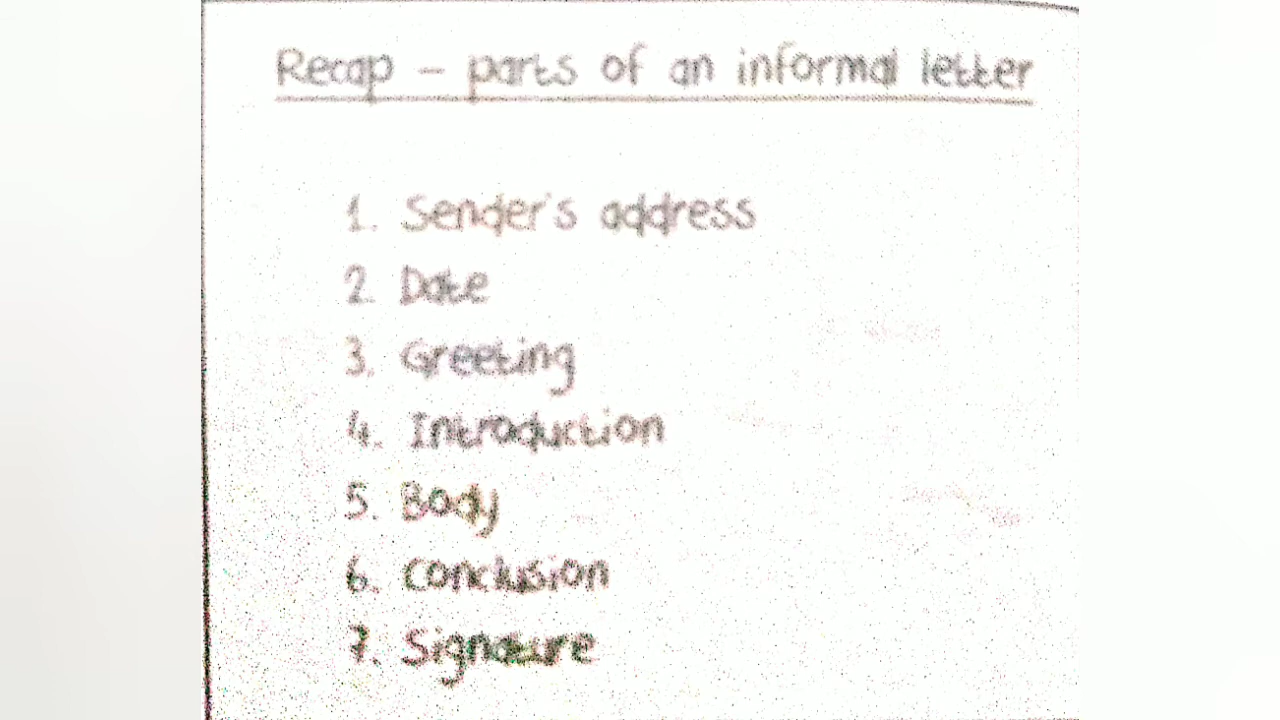 Recap - parts of an informal letter
1. Sender's address
2. Date
3. Greeting
4. Introduction
5. Body
6. Conclusion
7. Signature